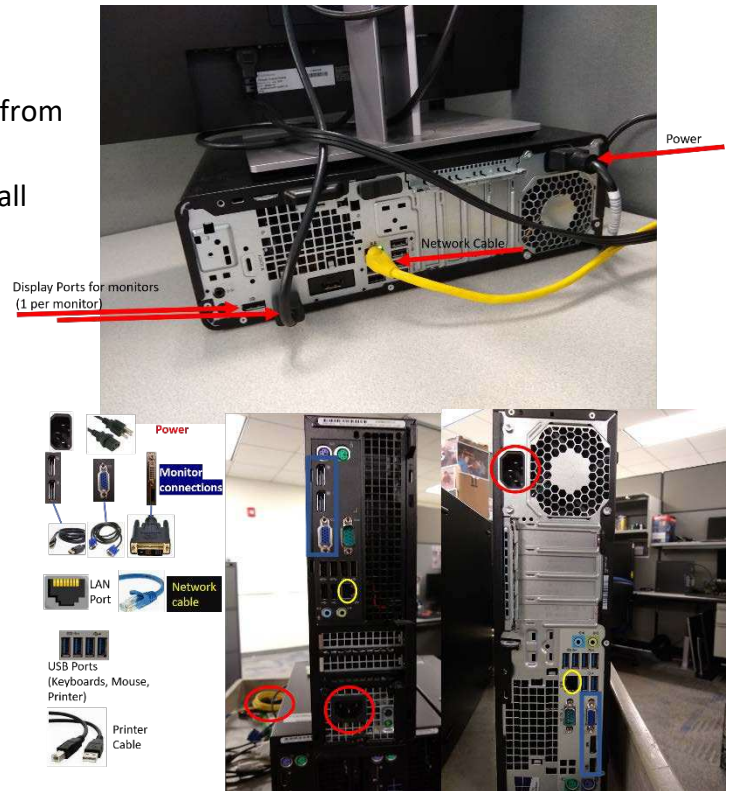 from
all
Power
Network Cable
Display Ports for monitors
(1 per monitor)
Power
Monitor
connections
LAN
Port
Network
cable
USB Ports
(Keyboards, Mouse,
Printer)
Printer
Cable